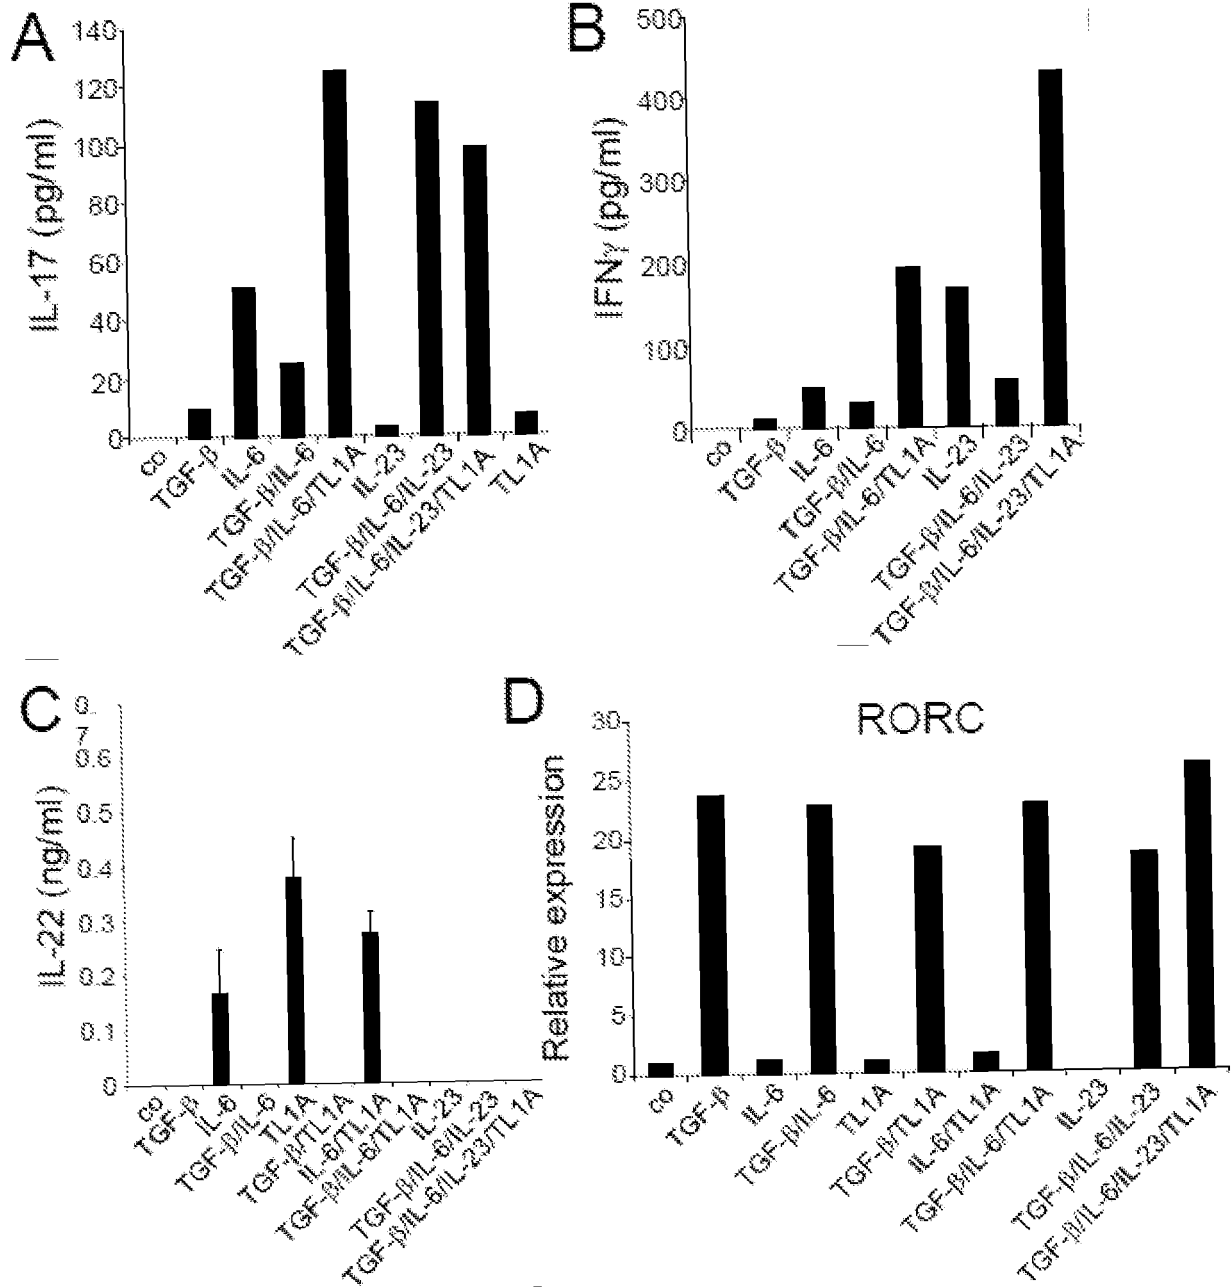 A
140
120
100
80
60
40
20
0
IL-17 (pg/ml)
co
TGF-β
IL-6
TGF-β/IL-6
TGF-β/IL-6/TL1A
IL-23
TGF-β/IL-6/IL-23
TGF-β/IL-6/IL-23/TL1A
TL1A
B
500
400
300
200
100
0
IFNγ (pg/ml)
co
TGF-β
IL-6
TGF-β/IL-6
TGF-β/IL-6/TL1A
IL-23
TGF-β/IL-6/IL-23
TGF-β/IL-6/IL-23/TL1A
C
0.
7
0.6
0.5
0.4
0.3
0.2
0.1
0
IL-22 (ng/ml)
co
TGF-β
IL-6
TGF-β/IL-6
TL1A
TGF-β/TL1A
IL-6/TL1A
TGF-β/IL-6/TL1A
IL-23
TGF-β/IL-6/IL-23
TGF-β/IL-6/IL-23/TL1A
D
RORC
30
25
20
15
10
5
0
Relative expression
co
TGF-β
IL-6
TGF-β/IL-6
TL1A
TGF-β/TL1A
IL-6/TL1A
TGF-β/IL-6/TL1A
IL-23
TGF-β/IL-6/IL-23
TGF-β/IL-6/IL-23/TL1A